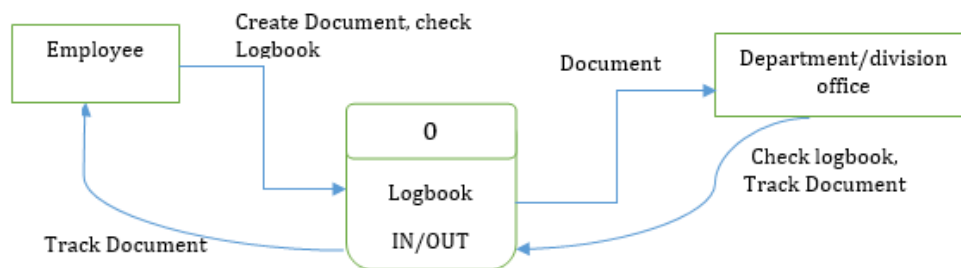 Employee
Create Document, check
Logbook
Document
Department/division
office
0
Logbook
IN/OUT
Check logbook,
Track Document
Track Document